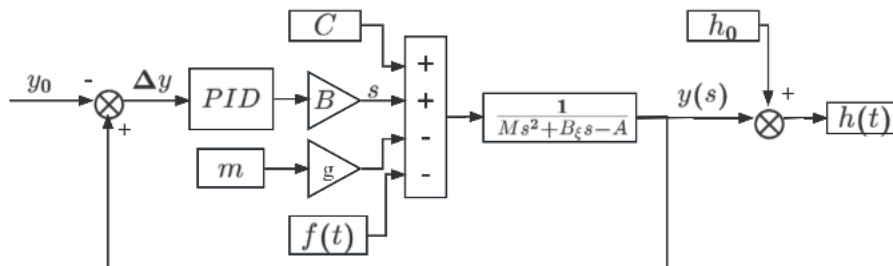 C
h₀
y₀
-
Δy
PID
B
s
+
+
-
-
1
Ms²+B_ξs−A
y(s)
+
h(t)
+
m
g
f(t)